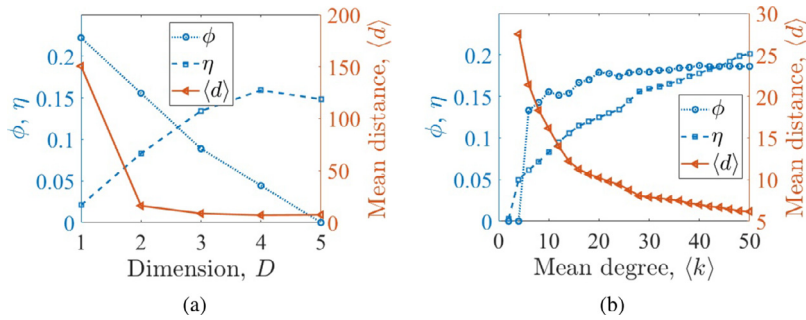 0.2
0.15
0.1
0.05
0
ϕ, η
ϕ
η
⟨d⟩
200
150
100
50
0
Mean distance, ⟨d⟩
1 2 3 4 5
Dimension, D
(a)
0.2
0.15
0.1
0.05
0
ϕ, η
ϕ
η
⟨d⟩
30
25
20
15
10
5
Mean distance, ⟨d⟩
0 10 20 30 40 50
Mean degree, ⟨k⟩
(b)